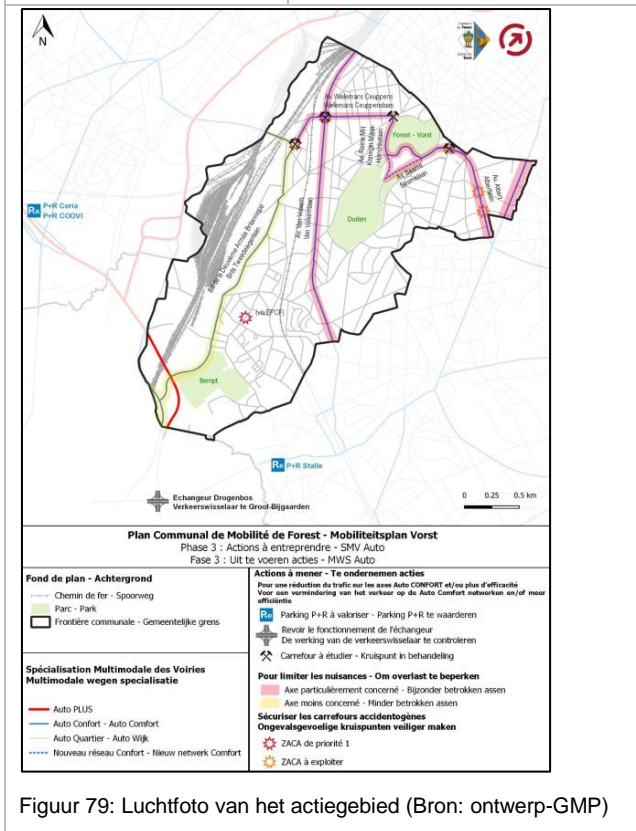 N
Av. Wielemans Ceuppens
Wielemans Ceuppenslaan
Forest - Vorst
Av. Besme
Besmelaan
Av. Albert
Albertlaan
Duden
Av. Van Volxem
Van Volxemlaan
Bd de la Deuxième Armée Britannique
Brits Tweedelegerlaan
P+R P+R Ceria
P+R COOVI
(via EPCF)
Bempt
P+R P+R Stalle
Echangeur Drogenbos
Verkeerswisselaar te Groot-Bijgaarden
0 0.25 0.5 km
Plan Communal de Mobilité de Forest - Mobiliteitsplan Vorst
Phase 3 : Actions à entreprendre - SMV Auto
Fase 3 : Uit te voeren acties - MWS Auto
Fond de plan - Achtergrond
Chemin de fer - Spoorweg
Parc - Park
Frontière communale - Gemeentelijke grens
Spécialisation Multimodale des Voiries
Multimodale wegen specialisatie
Auto PLUS
Auto Confort - Auto Comfort
Auto Quartier - Auto Wijk
Nouveau réseau Confort - Nieuw netwerk Comfort
Actions à mener - Te ondernemen acties
Pour une réduction du trafic sur les axes Auto CONFORT et/ou plus d'efficacité
Voor een vermindering van het verkeer op de Auto Comfort netwerken en/of meer
efficiëntie
P+R Parking P+R à valoriser - Parking P+R te waarderen
Revoir le fonctionnement de l'échangeur
De werking van de verkeerswisselaar te controleren
Carrefour à étudier - Kruispunt in behandeling
Pour limiter les nuisances - Om overlast te beperken
Axe particulièrement concerné - Bijzonder betrokken assen
Axe moins concerné - Minder betrokken assen
Sécuriser les carrefours accidentogènes
Ongevalsgevoelige kruispunten veiliger maken
ZACA de priorité 1
ZACA à exploiter
Figuur 79: Luchtfoto van het actiegebied (Bron: ontwerp-GMP)